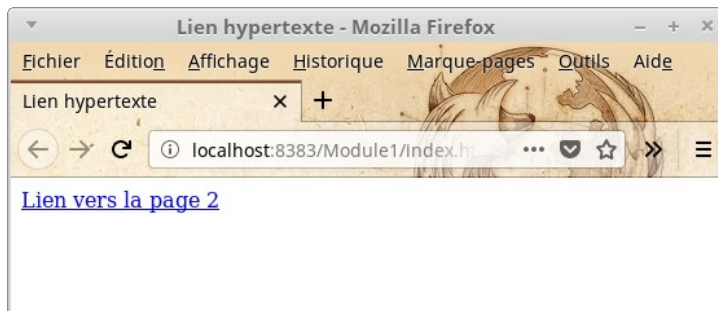 Lien hypertexte - Mozilla Firefox
Fichier Édition Affichage Historique Marque-pages Outils Aide
Lien hypertexte
localhost:8383/Module1/index.h
Lien vers la page 2